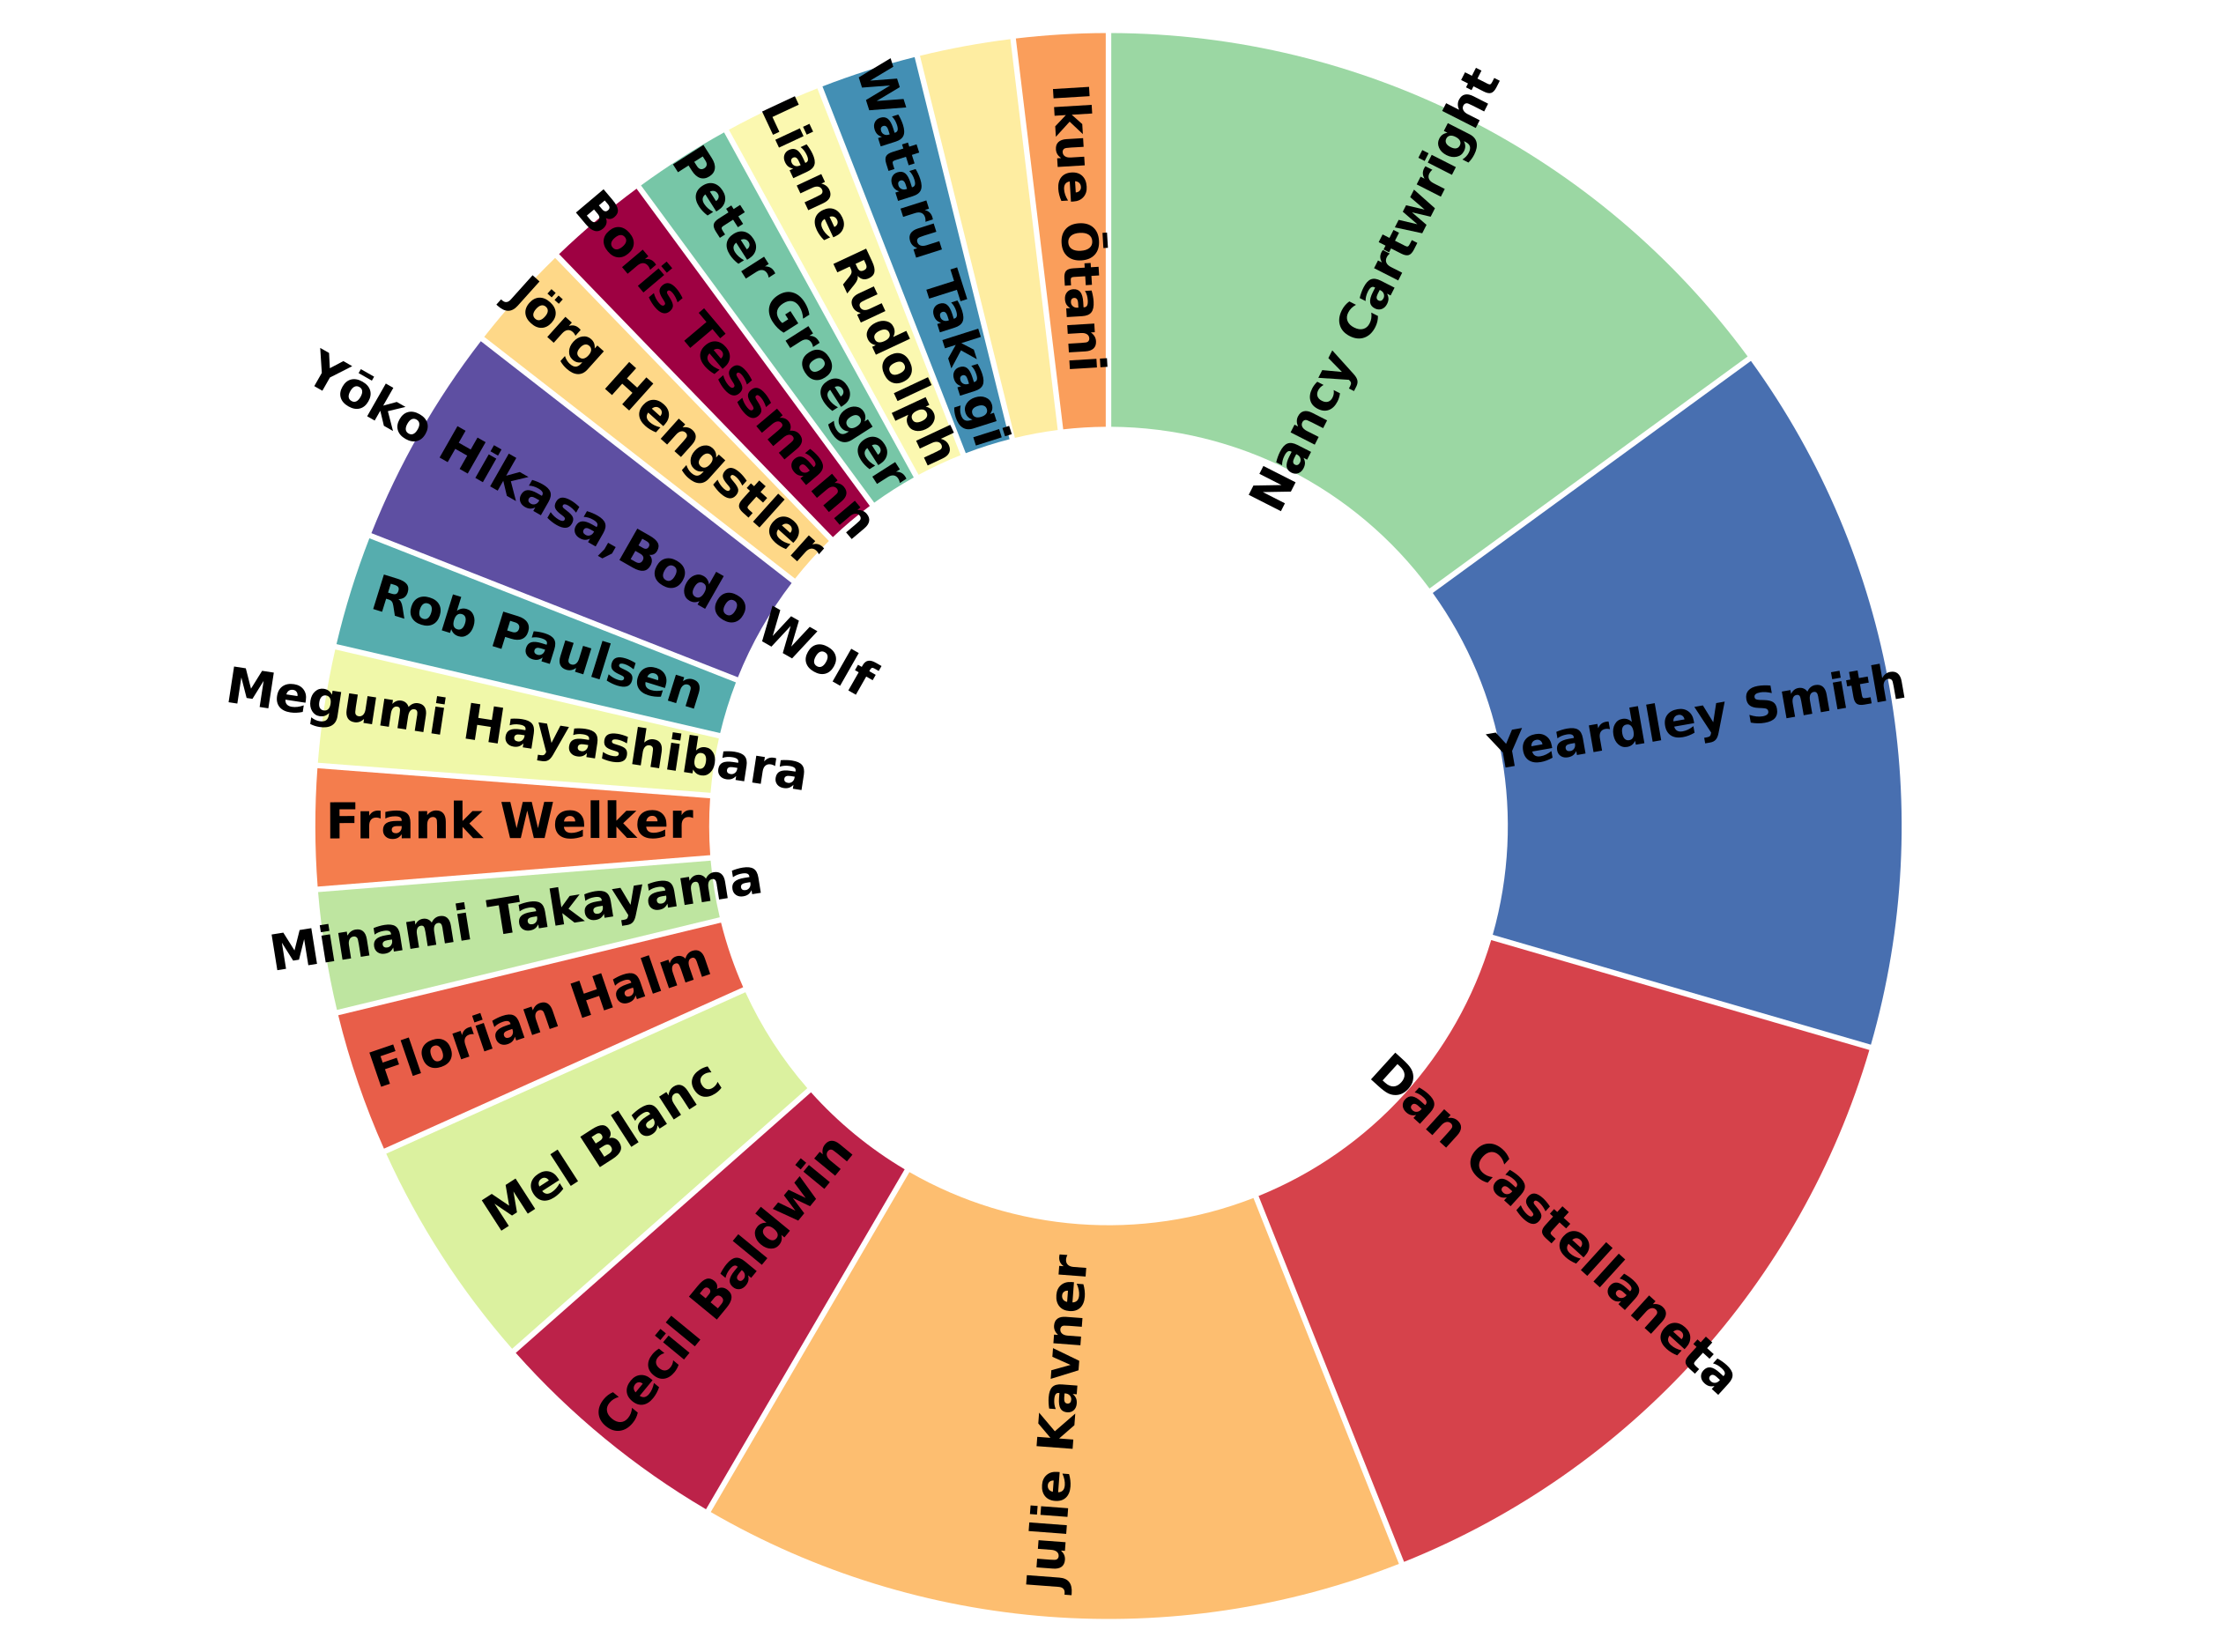 Nancy Cartwright
Yeardley Smith
Dan Castellaneta
Julie Kavner
Cecil Baldwin
Mel Blanc
Florian Halm
Minami Takayama
Frank Welker
Megumi Hayashibara
Rob Paulsen
Yōko Hikasa,Bodo Wolf
Jörg Hengstler
Boris Tessmann
Peter Groeger
Liane Rudolph
Wataru Takagi
Ikue Ōtani